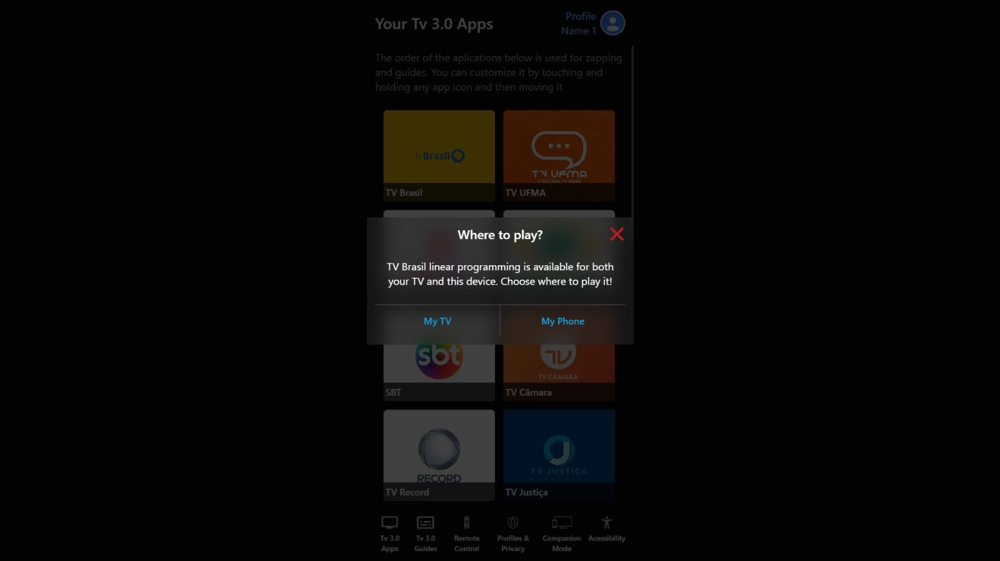 Your Tv 3.0 Apps
Profile
Name 1
The order of the aplications below is used for zapping
and guides. You can customize it by touching and
holding any app icon and then moving it
tvBrasil
TV UFMA
O SEU CANAL DE IDEIAS
TV Brasil
TV UFMA
Where to play?
TV Brasil linear programming is available for both
your TV and this device. Choose where to play it!
My TV
My Phone
sbt
TV
TV CÂMARA
SBT
TV Câmara
RECORD
TV JUSTIÇA
TV Record
TV Justiça
Tv 3.0
Apps
Tv 3.0
Guides
Remote
Control
Profiles &
Privacy
Companion
Mode
Acessibility